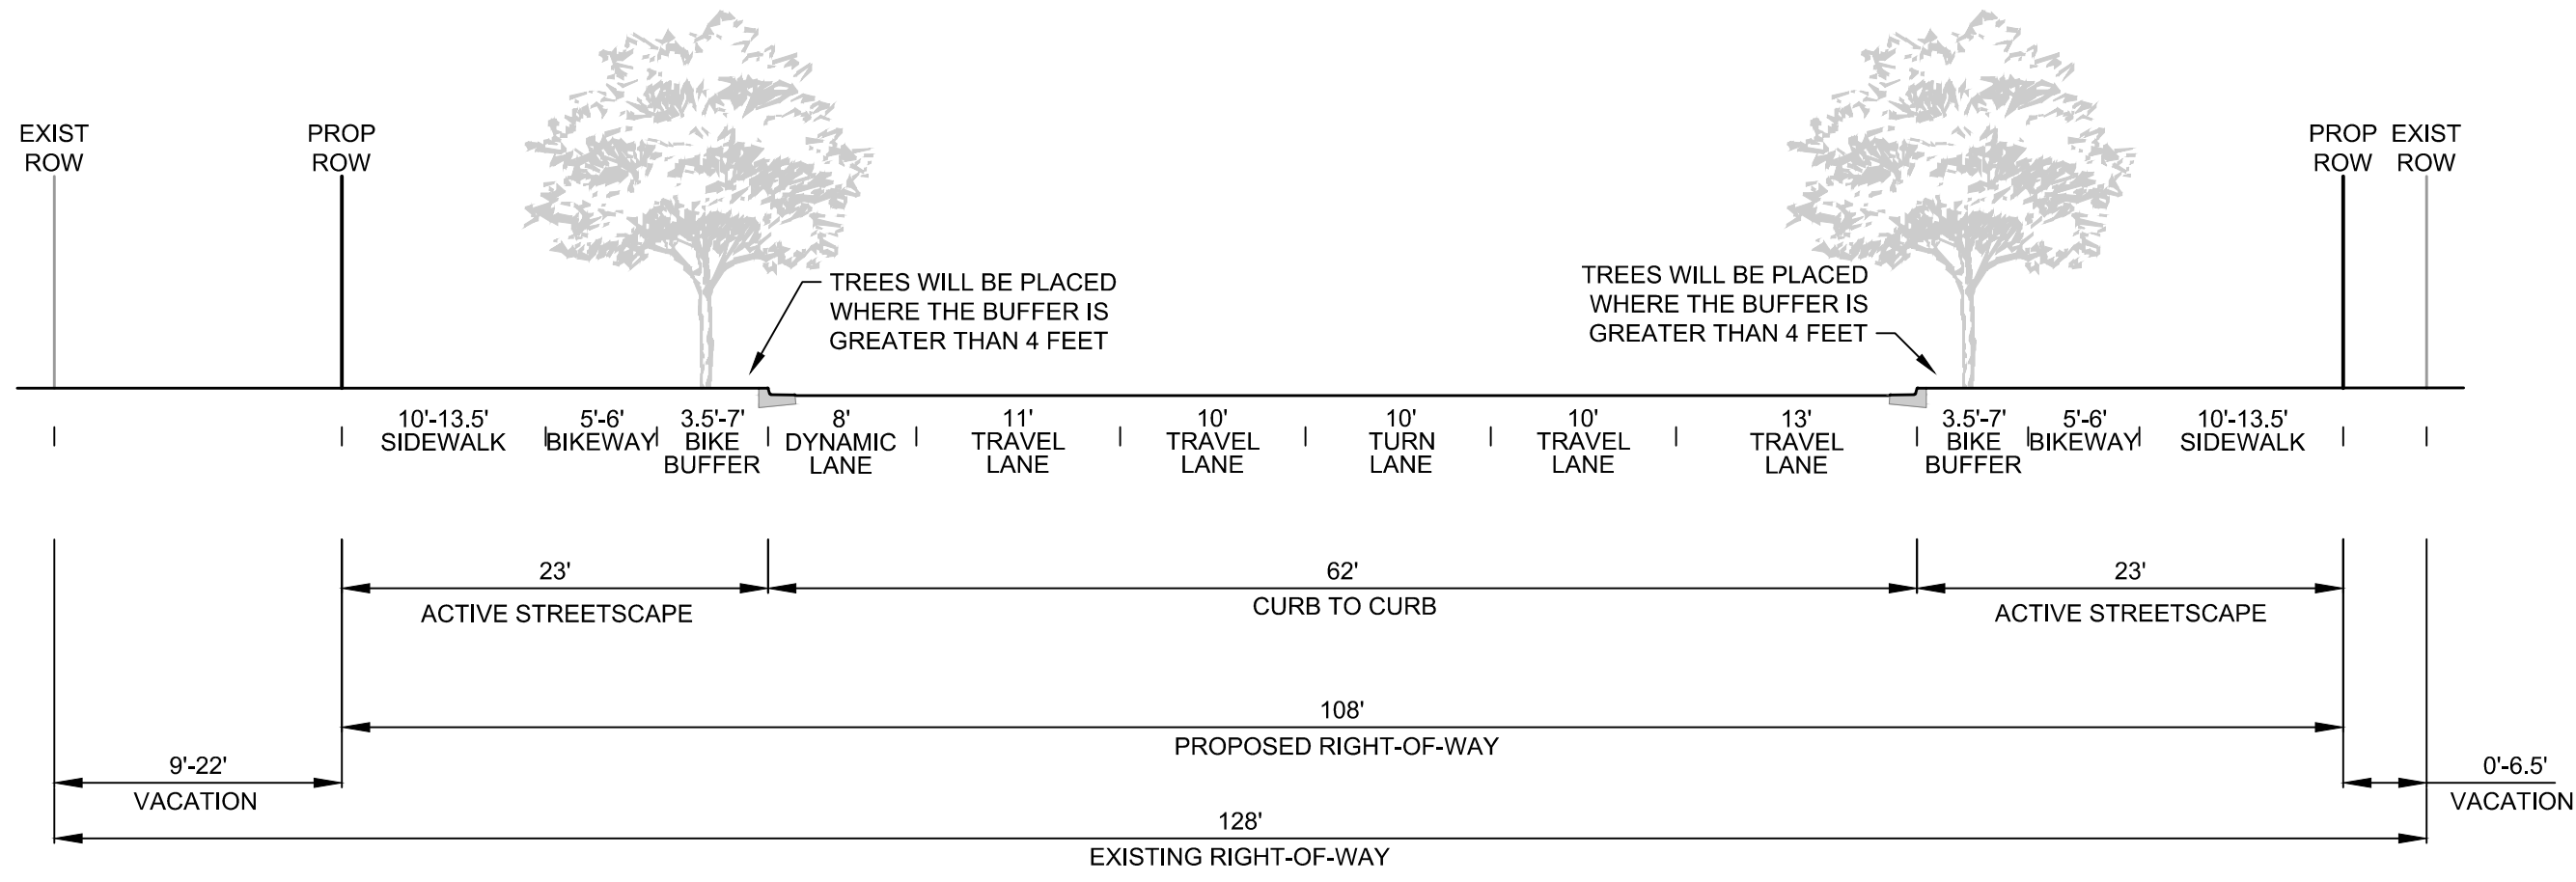 EXIST
ROW
PROP
ROW
PROP
ROW
EXIST
ROW
TREES WILL BE PLACED
WHERE THE BUFFER IS
GREATER THAN 4 FEET
TREES WILL BE PLACED
WHERE THE BUFFER IS
GREATER THAN 4 FEET
10'-13.5'
SIDEWALK
5'-6'
BIKEWAY
3.5'-7'
BIKE
BUFFER
8'
DYNAMIC
LANE
11'
TRAVEL
LANE
10'
TRAVEL
LANE
10'
TURN
LANE
10'
TRAVEL
LANE
13'
TRAVEL
LANE
3.5'-7'
BIKE
BUFFER
5'-6'
BIKEWAY
10'-13.5'
SIDEWALK
23'
ACTIVE STREETSCAPE
62'
CURB TO CURB
23'
ACTIVE STREETSCAPE
108'
PROPOSED RIGHT-OF-WAY
9'-22'
VACATION
0'-6.5'
VACATION
128'
EXISTING RIGHT-OF-WAY